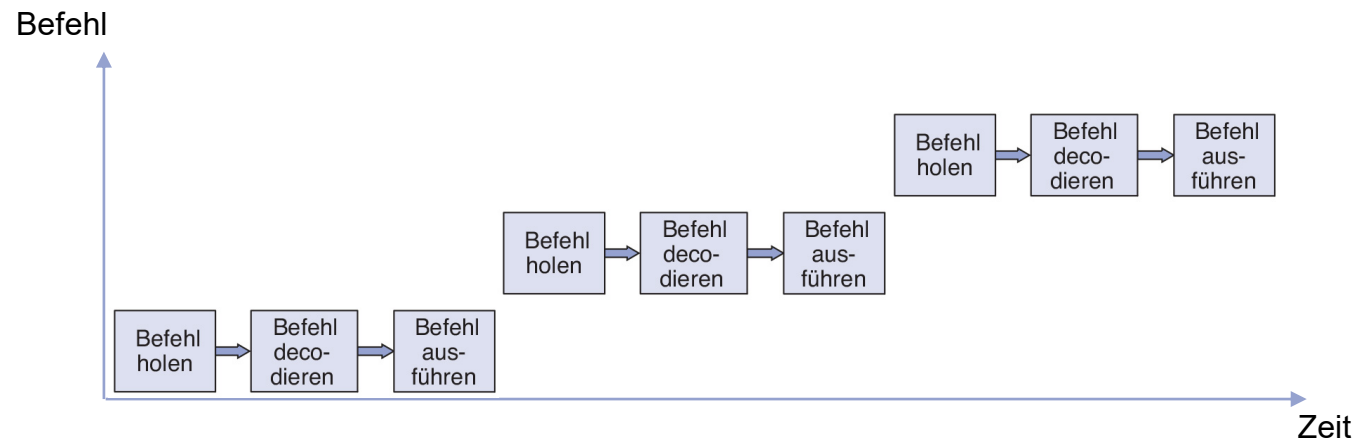 Befehl
Befehl
holen
Befehl
deco-
dieren
Befehl
aus-
führen
Befehl
holen
Befehl
deco-
dieren
Befehl
aus-
führen
Befehl
holen
Befehl
deco-
dieren
Befehl
aus-
führen
Zeit